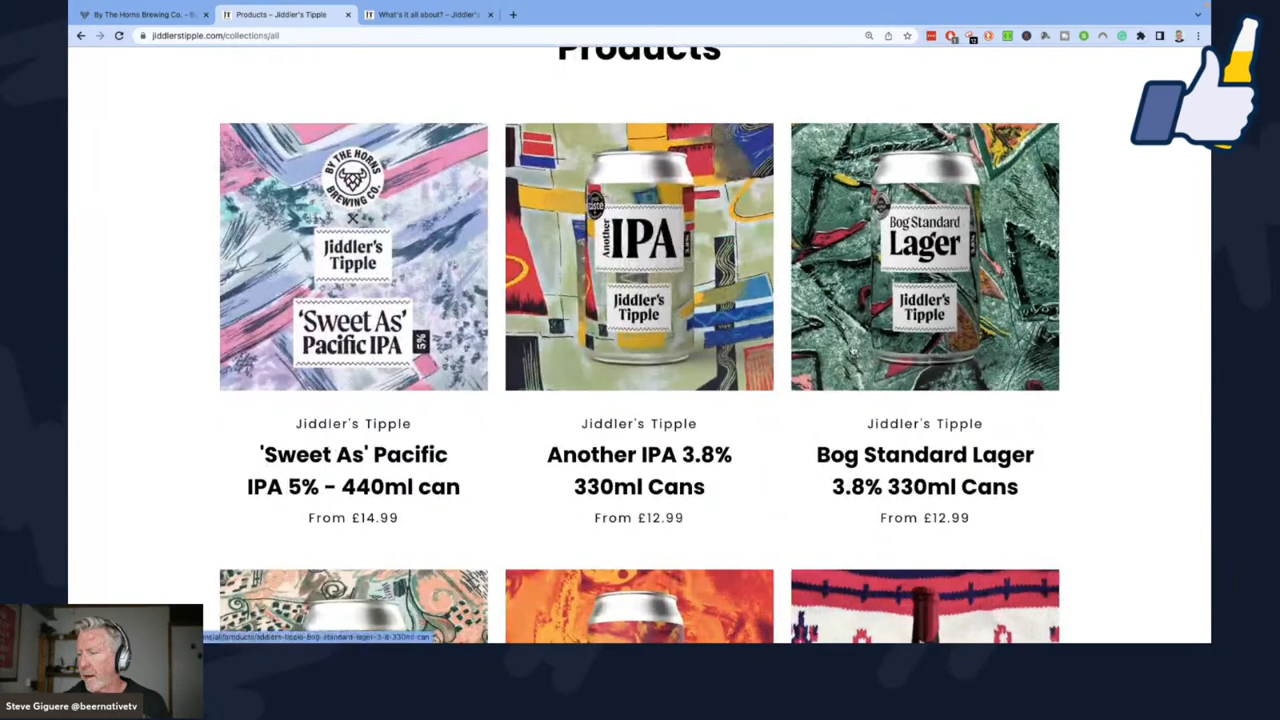 By The Horns Brewing Co. - B
Products – Jiddler's Tipple
What's it all about? – Jiddler's
jiddlerstipple.com/collections/all
Products
BY THE HORNS
BREWING CO.
X
Jiddler's
Tipple
'Sweet As'
Pacific IPA
5%
Another
IPA
Jiddler's
Tipple
Bog Standard
Lager
Jiddler's
Tipple
Jiddler's Tipple
'Sweet As' Pacific
IPA 5% - 440ml can
From £14.99
Jiddler's Tipple
Another IPA 3.8%
330ml Cans
From £12.99
Jiddler's Tipple
Bog Standard Lager
3.8% 330ml Cans
From £12.99
Steve Giguere @beernativetv